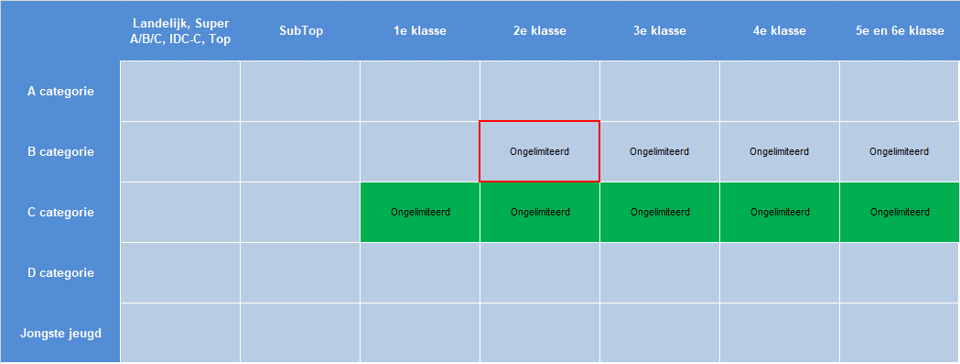 Landelijk, Super
A/B/C, IDC-C, Top
SubTop
1e klasse
2e klasse
3e klasse
4e klasse
5e en 6e klasse
A categorie
B categorie
Ongelimiteerd
Ongelimiteerd
Ongelimiteerd
Ongelimiteerd
C categorie
Ongelimiteerd
Ongelimiteerd
Ongelimiteerd
Ongelimiteerd
Ongelimiteerd
D categorie
Jongste jeugd